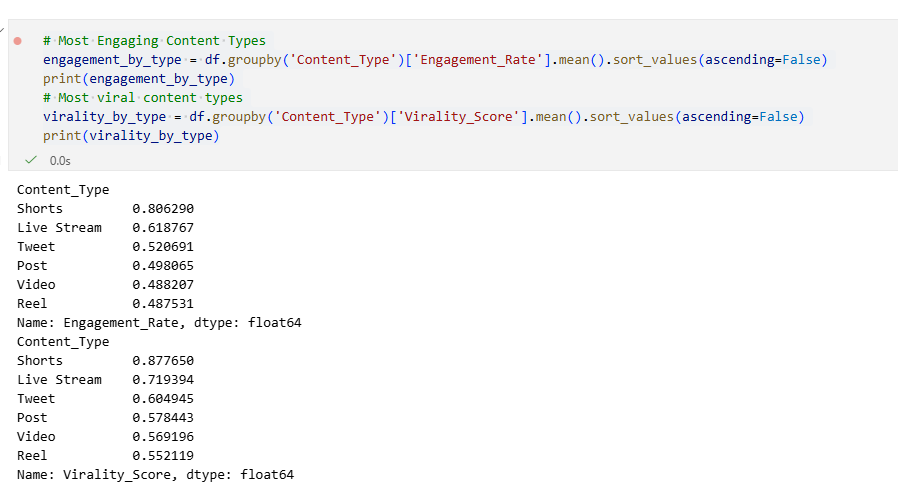 # Most Engaging Content Types
engagement_by_type = df.groupby('Content_Type')['Engagement_Rate'].mean().sort_values(ascending=False)
print(engagement_by_type)
# Most viral content types
virality_by_type = df.groupby('Content_Type')['Virality_Score'].mean().sort_values(ascending=False)
print(virality_by_type)
0.0s
Content_Type
Shorts         0.806290
Live Stream    0.618767
Tweet          0.520691
Post           0.498065
Video          0.488207
Reel           0.487531
Name: Engagement_Rate, dtype: float64
Content_Type
Shorts         0.877650
Live Stream    0.719394
Tweet          0.604945
Post           0.578443
Video          0.569196
Reel           0.552119
Name: Virality_Score, dtype: float64